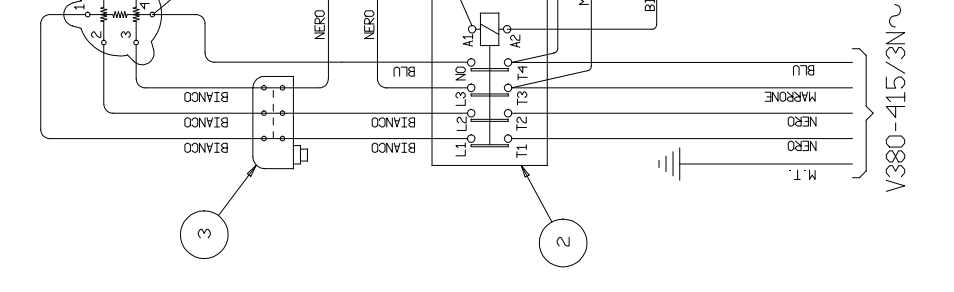 1
4
2
3
NERO
NERO
A1
A2
BLU
NO
T4
BLU
BIANCO
L3
T3
MARRONE
BIANCO
BIANCO
L2
T2
NERO
BIANCO
BIANCO
L1
T1
NERO
M.T.
V380-415/3N~
3
2